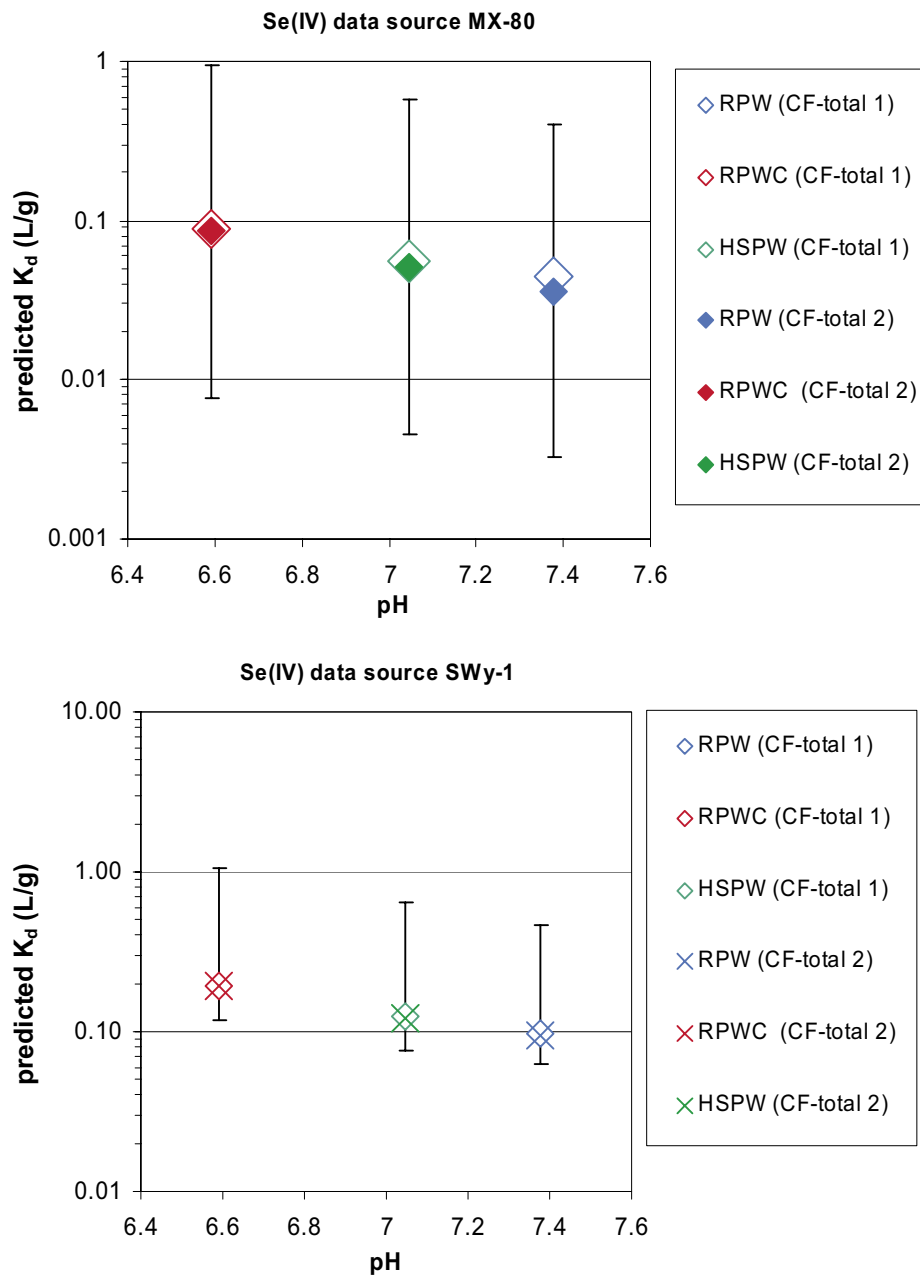 Se(IV) data source MX-80
1
0.1
0.01
0.001
predicted Kd (L/g)
6.4 6.6 6.8 7 7.2 7.4 7.6
pH
RPW (CF-total 1)
RPWC (CF-total 1)
HSPW (CF-total 1)
RPW (CF-total 2)
RPWC (CF-total 2)
HSPW (CF-total 2)
Se(IV) data source SWy-1
10.00
1.00
0.10
0.01
predicted Kd (L/g)
6.4 6.6 6.8 7 7.2 7.4 7.6
pH
RPW (CF-total 1)
RPWC (CF-total 1)
HSPW (CF-total 1)
RPW (CF-total 2)
RPWC (CF-total 2)
HSPW (CF-total 2)